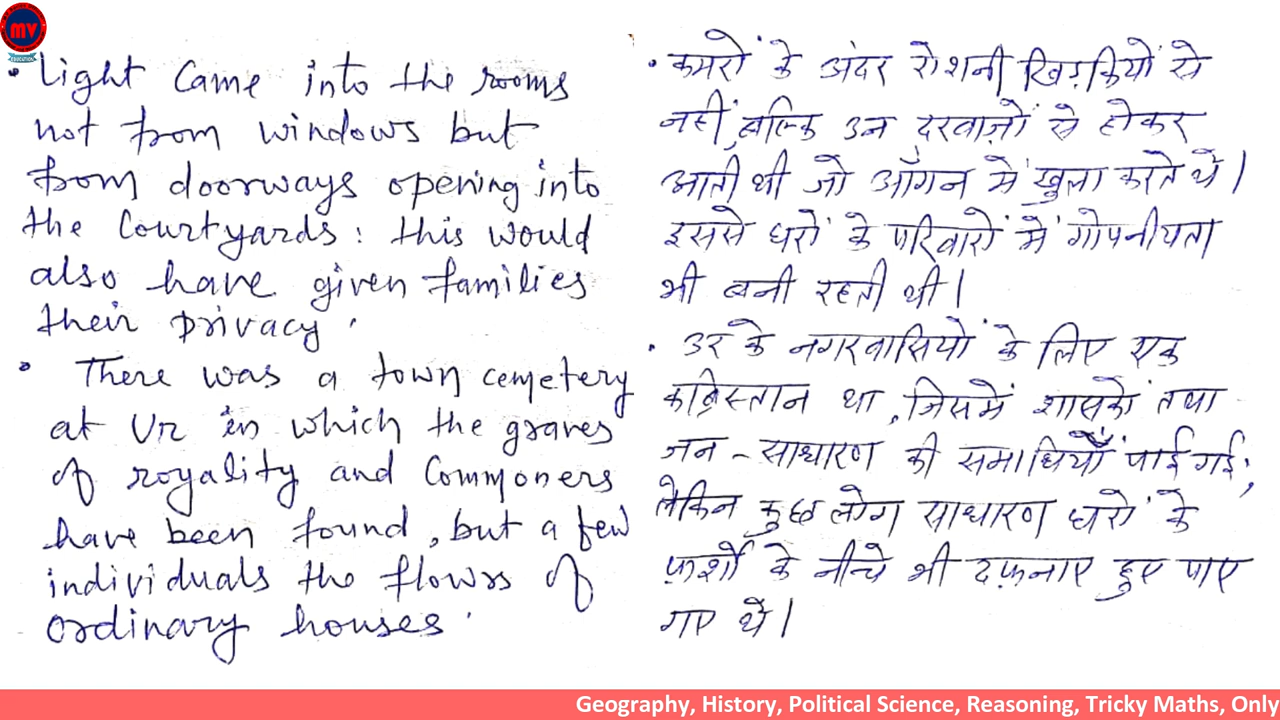 mv
EDUCATION
• Light Came into the rooms
not from windows but
from doorways opening into
the Courtyards : this would
also have given families
their privacy .
• There was a town cemetery
at Ur in which the graves
of royality and Commoners
have been found, but a few
individuals the flowrs of
ordinary houses .
• कमरों के अंदर रोशनी खिड़कियों से
नहीं, बल्कि उन दरवाज़ों से होकर
आती थी जो आँगन में खुला करते थे।
इससे घरों के परिवारों में गोपनीयता
भी बनी रहती थी।
• उर के नगरवासियों के लिए एक
कब्रिस्तान था, जिसमें शासकों तथा
जन - साधारण की समाधियाँ पाई गई;
लेकिन कुछ लोग साधारण घरों के
फ़र्शों के नीचे भी दफ़नाए हुए पाए
गए थे।
Geography, History, Political Science, Reasoning, Tricky Maths, Only